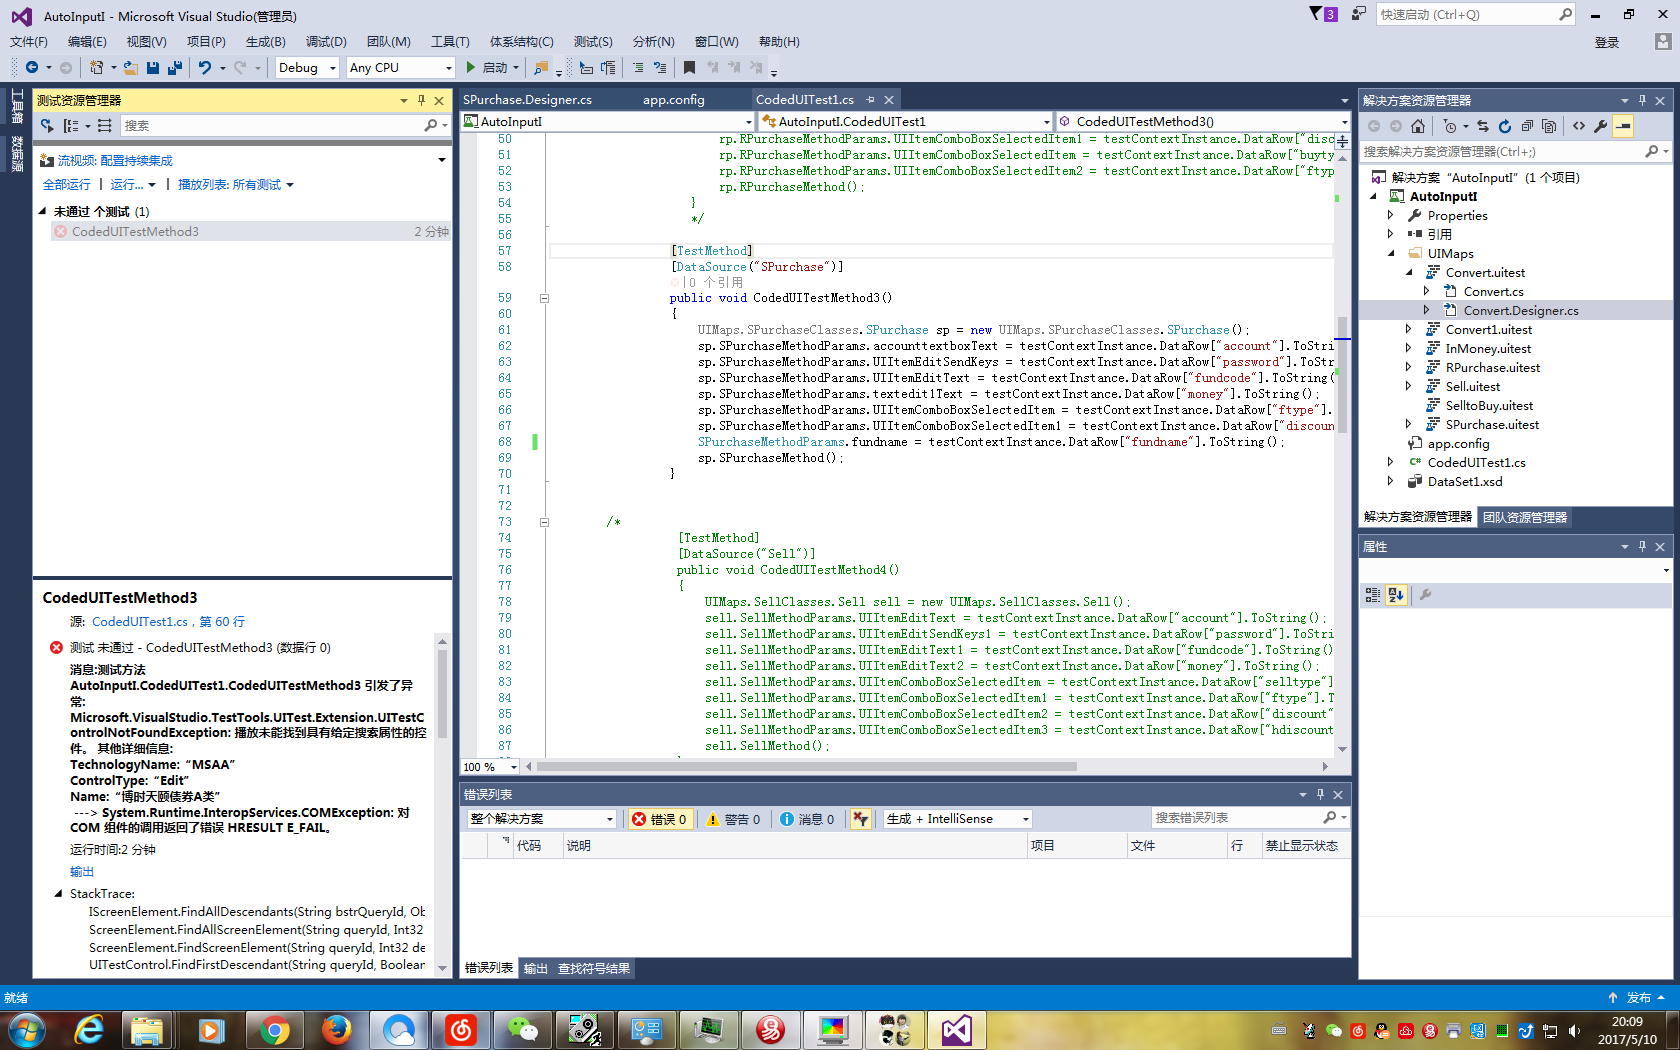 AutoInputI - Microsoft Visual Studio(管理员)
3
快速启动 (Ctrl+Q)
文件(F) 编辑(E) 视图(V) 项目(P) 生成(B) 调试(D) 团队(M) 工具(T) 体系结构(C) 测试(S) 分析(N) 窗口(W) 帮助(H)
登录
Debug Any CPU 启动
工具箱
数据源
测试资源管理器
搜索
流视频: 配置持续集成
全部运行 | 运行... | 播放列表: 所有测试
未通过 个测试 (1)
CodedUITestMethod3 2 分钟
CodedUITestMethod3
源: CodedUITest1.cs，第 60 行
测试 未通过 - CodedUITestMethod3 (数据行 0)
消息:测试方法
AutoInputI.CodedUITest1.CodedUITestMethod3 引发了异
常:
Microsoft.VisualStudio.TestTools.UITest.Extension.UITestC
ontrolNotFoundException: 播放未能找到具有给定搜索属性的控
件。 其他详细信息:
TechnologyName: “MSAA”
ControlType: “Edit”
Name: “博时天颐债券A类”
---> System.Runtime.InteropServices.COMException: 对
COM 组件的调用返回了错误 HRESULT E_FAIL。
运行时间:2 分钟
输出
StackTrace:
IScreenElement.FindAllDescendants(String bstrQueryId, Ob
ScreenElement.FindAllScreenElement(String queryId, Int32
ScreenElement.FindScreenElement(String queryId, Int32 de
UITestControl.FindFirstDescendant(String queryId, Boolean
SPurchase.Designer.cs app.config CodedUITest1.cs
AutoInputI AutoInputI.CodedUITest1 CodedUITestMethod3()
50 rp.RPurchaseMethodParams.UIItemComboBoxSelectedItem1 = testContextInstance.DataRow["disc
51 rp.RPurchaseMethodParams.UIItemComboBoxSelectedItem = testContextInstance.DataRow["buyty
52 rp.RPurchaseMethodParams.UIItemComboBoxSelectedItem2 = testContextInstance.DataRow["ftyp
53 rp.RPurchaseMethod();
54 }
55 */
56
57 [TestMethod]
58 [DataSource("SPurchase")]
|0 个引用
59 public void CodedUITestMethod3()
60 {
61 UIMaps.SPurchaseClasses.SPurchase sp = new UIMaps.SPurchaseClasses.SPurchase();
62 sp.SPurchaseMethodParams.accounttextboxText = testContextInstance.DataRow["account"].ToStri
63 sp.SPurchaseMethodParams.UIItemEditSendKeys = testContextInstance.DataRow["password"].ToStr
64 sp.SPurchaseMethodParams.UIItemEditText = testContextInstance.DataRow["fundcode"].ToString(
65 sp.SPurchaseMethodParams.textedit1Text = testContextInstance.DataRow["money"].ToString();
66 sp.SPurchaseMethodParams.UIItemComboBoxSelectedItem = testContextInstance.DataRow["ftype"].
67 sp.SPurchaseMethodParams.UIItemComboBoxSelectedItem1 = testContextInstance.DataRow["discoun
68 SPurchaseMethodParams.fundname = testContextInstance.DataRow["fundname"].ToString();
69 sp.SPurchaseMethod();
70 }
71
72
73 /*
74 [TestMethod]
75 [DataSource("Sell")]
76 public void CodedUITestMethod4()
77 {
78 UIMaps.SellClasses.Sell sell = new UIMaps.SellClasses.Sell();
79 sell.SellMethodParams.UIItemEditText = testContextInstance.DataRow["account"].ToString();
80 sell.SellMethodParams.UIItemEditSendKeys1 = testContextInstance.DataRow["password"].ToStrin
81 sell.SellMethodParams.UIItemEditText1 = testContextInstance.DataRow["fundcode"].ToString()
82 sell.SellMethodParams.UIItemEditText2 = testContextInstance.DataRow["money"].ToString();
83 sell.SellMethodParams.UIItemComboBoxSelectedItem = testContextInstance.DataRow["selltype"]
84 sell.SellMethodParams.UIItemComboBoxSelectedItem1 = testContextInstance.DataRow["ftype"].T
85 sell.SellMethodParams.UIItemComboBoxSelectedItem2 = testContextInstance.DataRow["discount"
86 sell.SellMethodParams.UIItemComboBoxSelectedItem3 = testContextInstance.DataRow["hdiscount
87 sell.SellMethod();
100 %
错误列表
整个解决方案 错误 0 警告 0 消息 0 生成 + IntelliSense 搜索错误列表
代码 说明 项目 文件 行 禁止显示状态
错误列表 输出 查找符号结果
解决方案资源管理器
搜索解决方案资源管理器(Ctrl+;)
解决方案 “AutoInputI” (1 个项目)
AutoInputI
Properties
引用
UIMaps
Convert.uitest
Convert.cs
Convert.Designer.cs
Convert1.uitest
InMoney.uitest
RPurchase.uitest
Sell.uitest
SelltoBuy.uitest
SPurchase.uitest
app.config
CodedUITest1.cs
DataSet1.xsd
解决方案资源管理器 团队资源管理器
属性
就绪
发布
20:09
2017/5/10